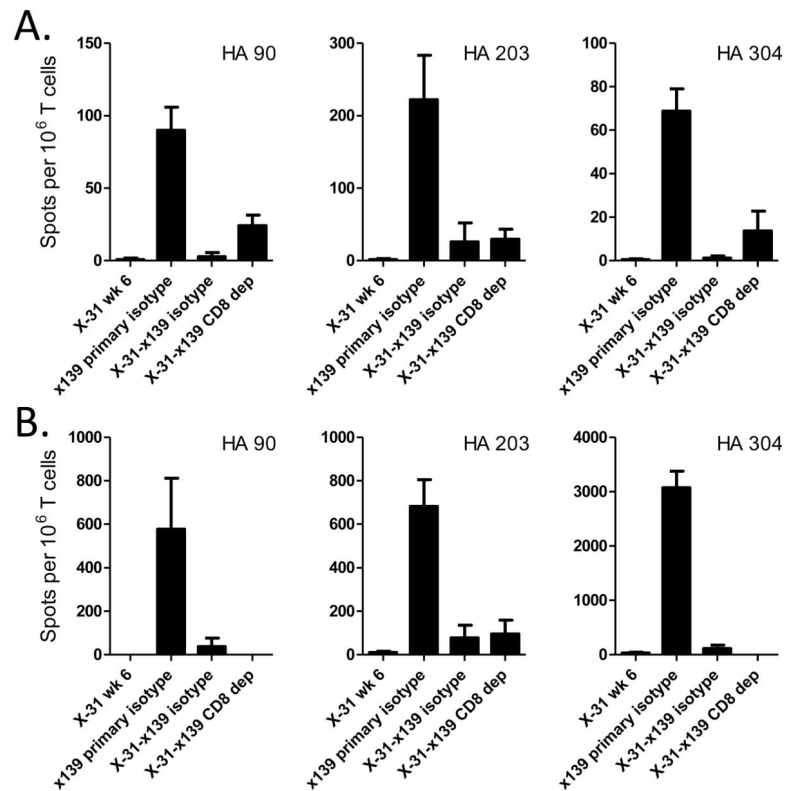 A.
HA 90
HA 203
HA 304
Spots per 10⁶ T cells
150
100
50
0
300
200
100
0
100
80
60
40
20
0
X-31 wk 6
x139 primary isotype
X-31-x139 isotype
X-31-x139 CD8 dep
X-31 wk 6
x139 primary isotype
X-31-x139 isotype
X-31-x139 CD8 dep
X-31 wk 6
x139 primary isotype
X-31-x139 isotype
X-31-x139 CD8 dep
B.
HA 90
HA 203
HA 304
Spots per 10⁶ T cells
1000
800
600
400
200
0
1000
800
600
400
200
0
4000
3000
2000
1000
0
X-31 wk 6
x139 primary isotype
X-31-x139 isotype
X-31-x139 CD8 dep
X-31 wk 6
x139 primary isotype
X-31-x139 isotype
X-31-x139 CD8 dep
X-31 wk 6
x139 primary isotype
X-31-x139 isotype
X-31-x139 CD8 dep